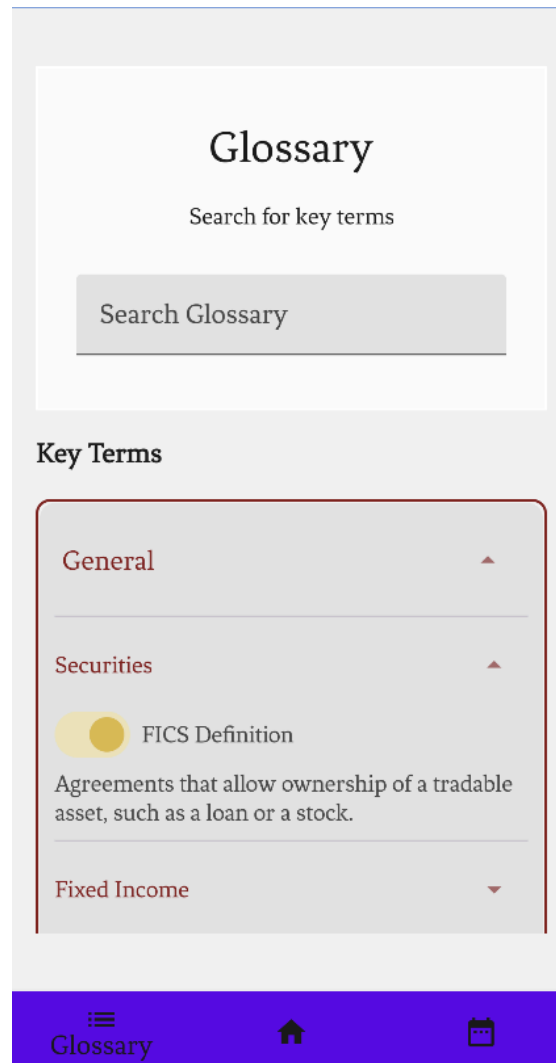 Glossary
Search for key terms
Search Glossary
Key Terms
General
Securities
FICS Definition
Agreements that allow ownership of a tradable
asset, such as a loan or a stock.
Fixed Income
Glossary